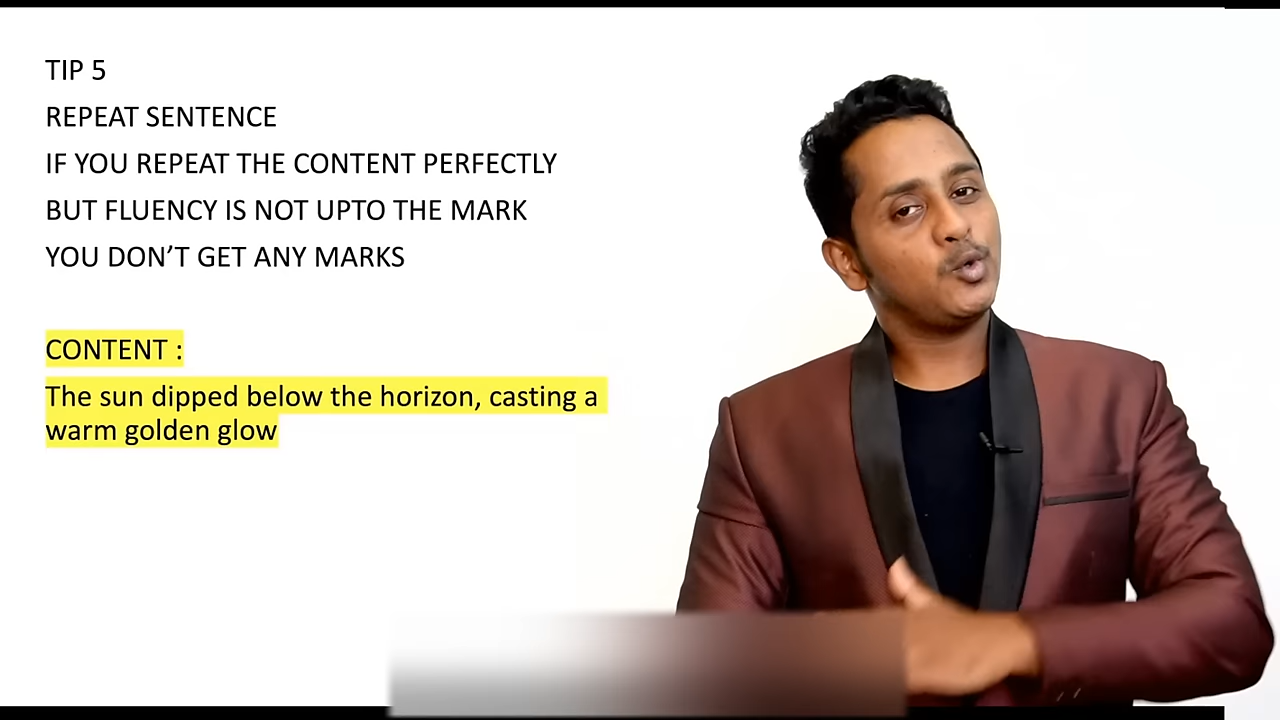 TIP 5
REPEAT SENTENCE
IF YOU REPEAT THE CONTENT PERFECTLY
BUT FLUENCY IS NOT UPTO THE MARK
YOU DON’T GET ANY MARKS
CONTENT :
The sun dipped below the horizon, casting a
warm golden glow